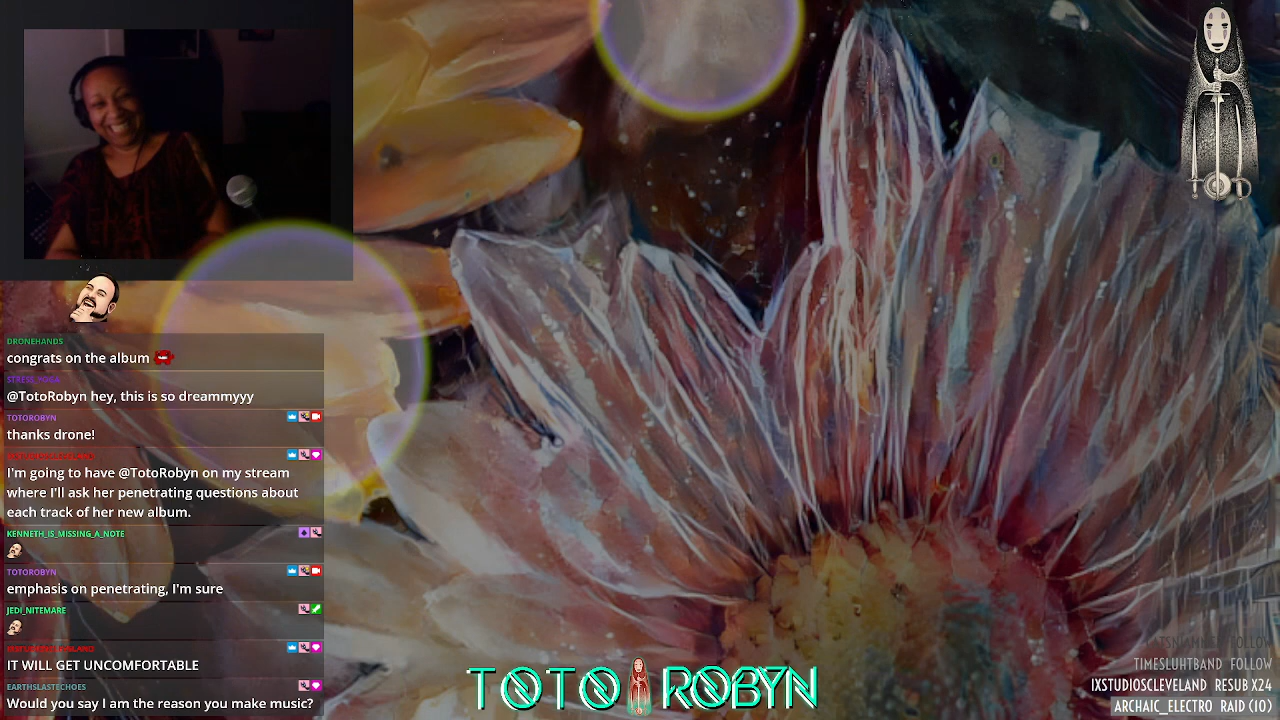 DRONEHANDS
congrats on the album
STRESS_YOGA
@TotoRobyn hey, this is so dreammyyy
TOTOROBYN
thanks drone!
I'm going to have @TotoRobyn on my stream
where I'll ask her penetrating questions about
each track of her new album.
KENNETH_IS_MISSING_A_NOTE
TOTOROBYN
emphasis on penetrating, I'm sure
JEDI_NITEMARE
IT WILL GET UNCOMFORTABLE
EARTHSLASTECHOES
Would you say I am the reason you make music?
TOTO ROBYN
FOLLOW
TIMESLUHTBAND FOLLOW
IXSTUDIOSCLEVELAND RESUB X24
ARCHAIC_ELECTRO RAID (10)